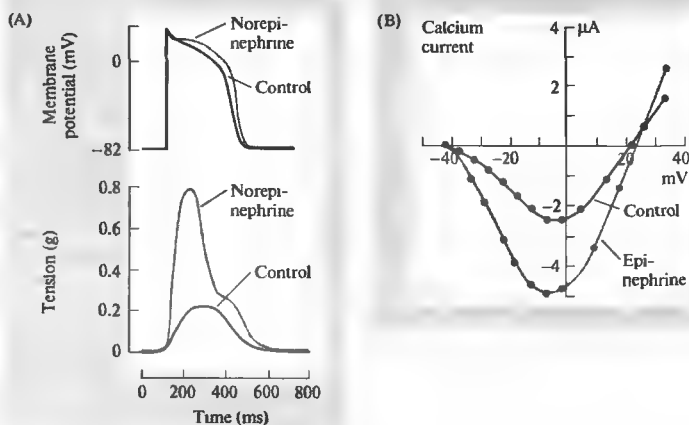 (A)
Norepi-
nephrine
Control
0
−82
Membrane
potential (mV)
Norepi-
nephrine
Control
0.8
0.6
0.4
0.2
0
Tension (g)
0 200 400 600 800
Time (ms)
(B) Calcium
current
μA
4
2
−40 −20 20 40
mV
−2
−4
Control
Epi-
nephrine